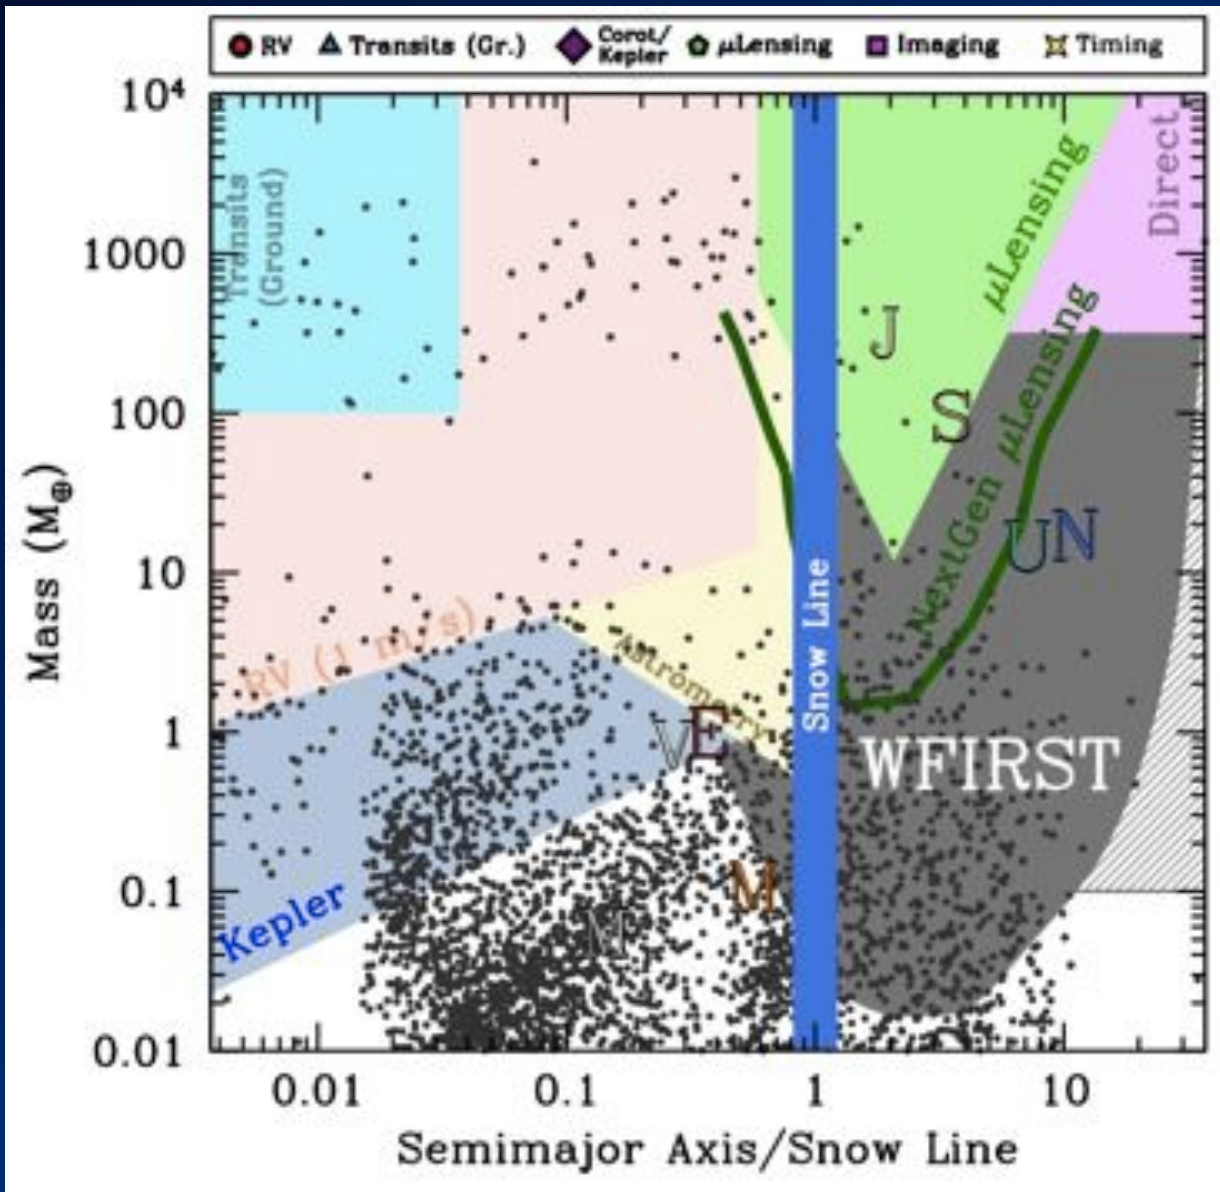 RV Transits (Gr.) Corot/ Kepler μLensing Imaging Timing
10⁴
1000
100
10
1
0.1
0.01
Mass (M⊕)
0.01 0.1 1 10
Semimajor Axis/Snow Line
Transits
(Ground)
μLensing
Direct
NextGen μLensing
J
S
U N
RV (1 m/s)
Astrometry
Snow Line
V E
WFIRST
M
Kepler
M